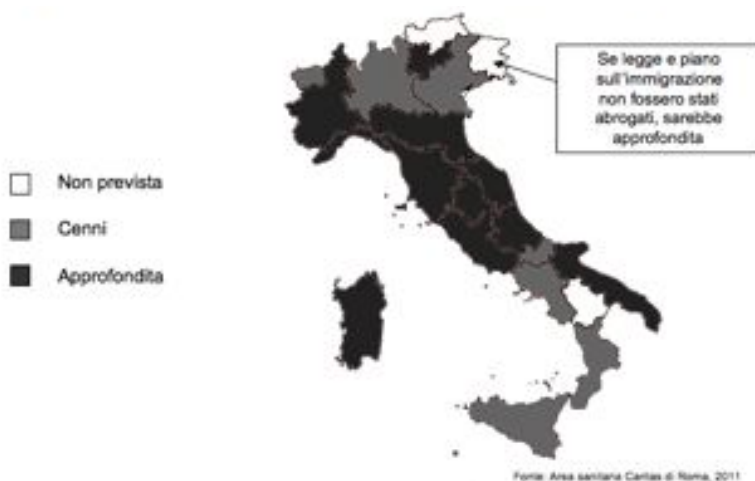 Se legge e piano
sull'immigrazione
non fossero stati
abrogati, sarebbe
approfondita
Non prevista
Cenni
Approfondita
Fonte: Area sanitaria Caritas di Roma, 2011